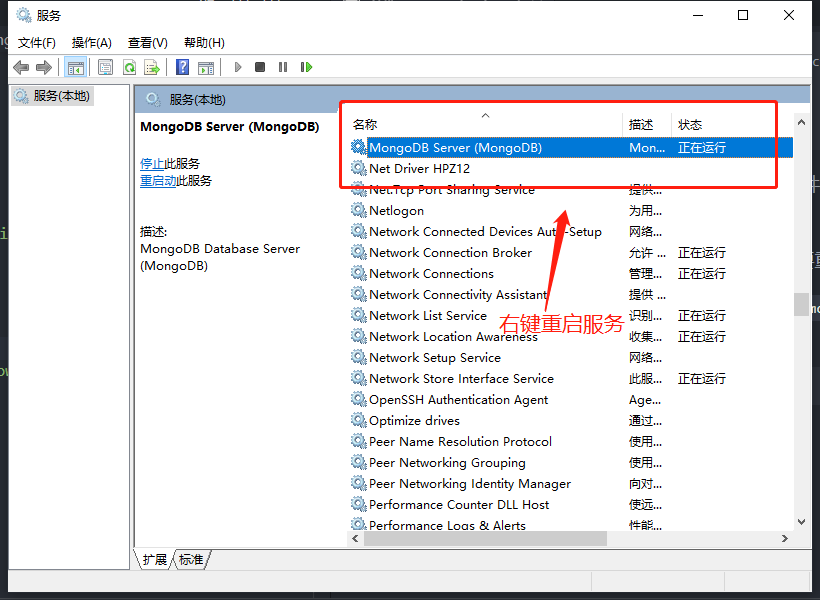 服务
文件(F) 操作(A) 查看(V) 帮助(H)
服务(本地)
服务(本地)
MongoDB Server (MongoDB)
停止此服务
重启动此服务
描述:
MongoDB Database Server
(MongoDB)
名称 描述 状态
MongoDB Server (MongoDB) Mon... 正在运行
Net Driver HPZ12
Net.Tcp Port Sharing Service 提供...
Netlogon 为用...
Network Connected Devices Auto-Setup 网络...
Network Connection Broker 允许 ... 正在运行
Network Connections 管理... 正在运行
Network Connectivity Assistant 提供 ...
Network List Service 识别... 正在运行
右键重启服务
Network Location Awareness 收集... 正在运行
Network Setup Service 网络...
Network Store Interface Service 此服... 正在运行
OpenSSH Authentication Agent Age...
Optimize drives 通过...
Peer Name Resolution Protocol 使用...
Peer Networking Grouping 使用...
Peer Networking Identity Manager 向对...
Performance Counter DLL Host 使远...
Performance Logs & Alerts 性能...
扩展 标准